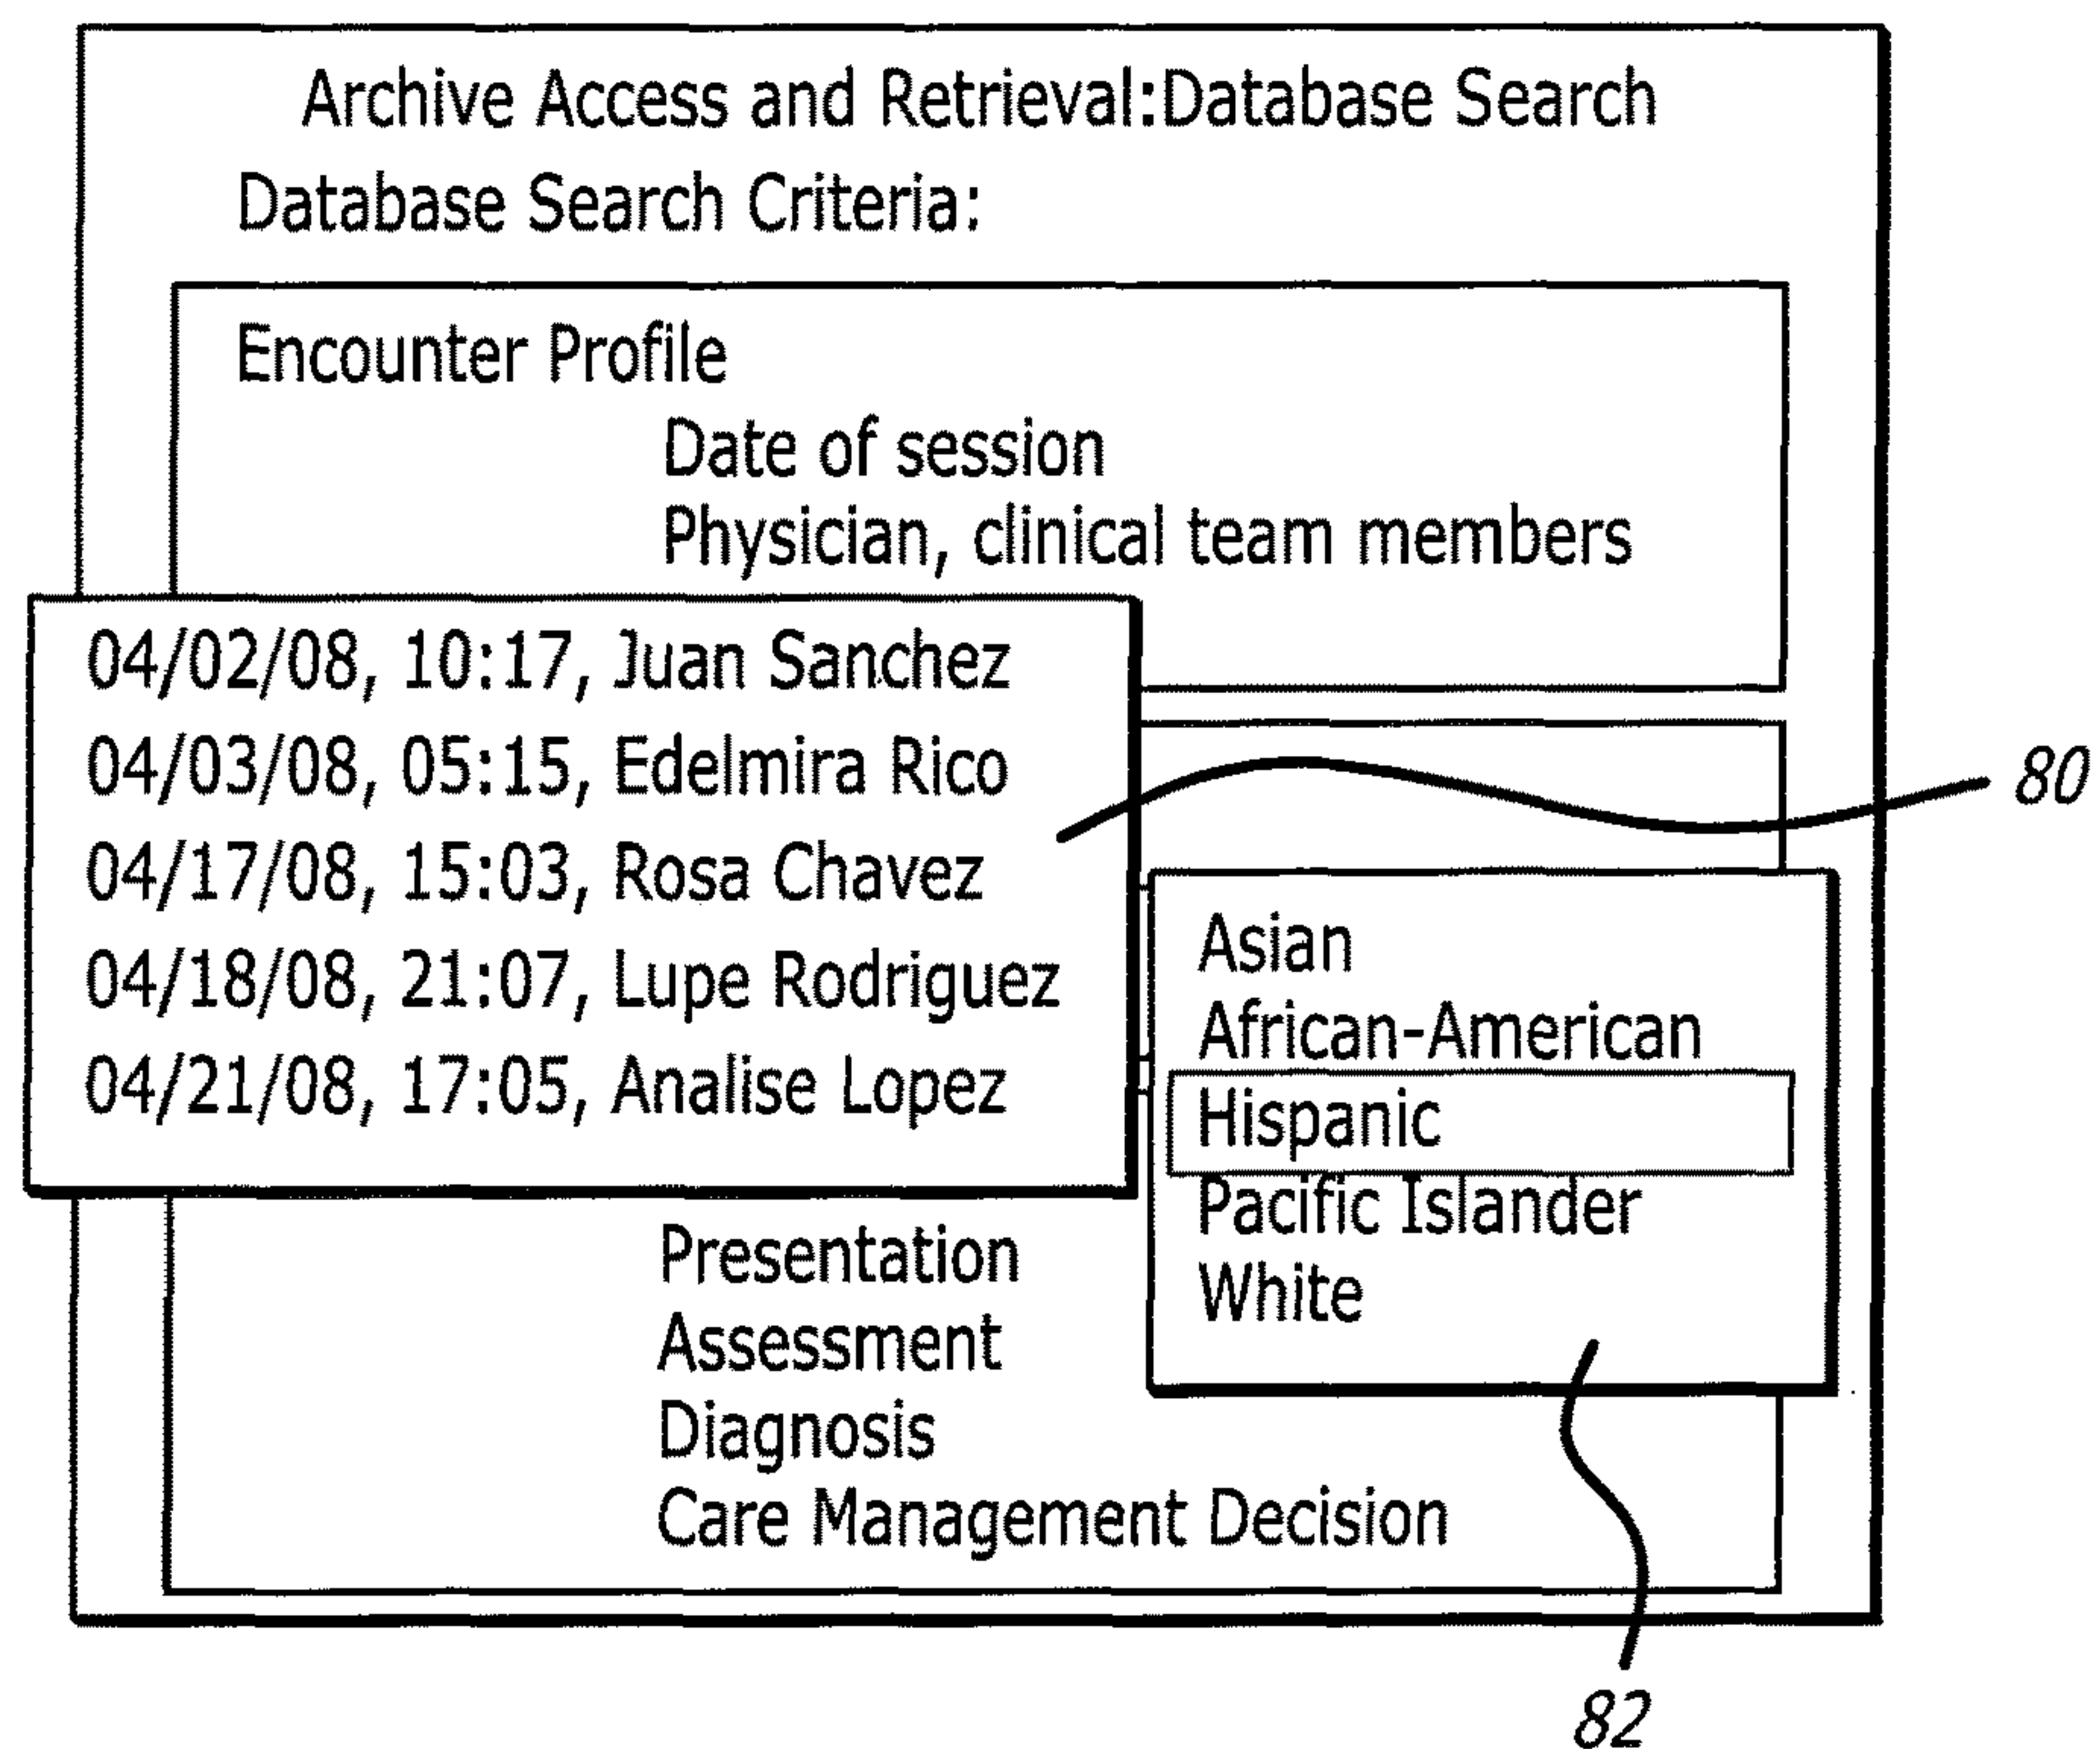 Archive Access and Retrieval:Database Search
Database Search Criteria:
Encounter Profile
Date of session
Physician, clinical team members
04/02/08, 10:17, Juan Sanchez
04/03/08, 05:15, Edelmira Rico
04/17/08, 15:03, Rosa Chavez
04/18/08, 21:07, Lupe Rodriguez
04/21/08, 17:05, Analise Lopez
80
Asian
African-American
Hispanic
Pacific Islander
White
Presentation
Assessment
Diagnosis
Care Management Decision
82